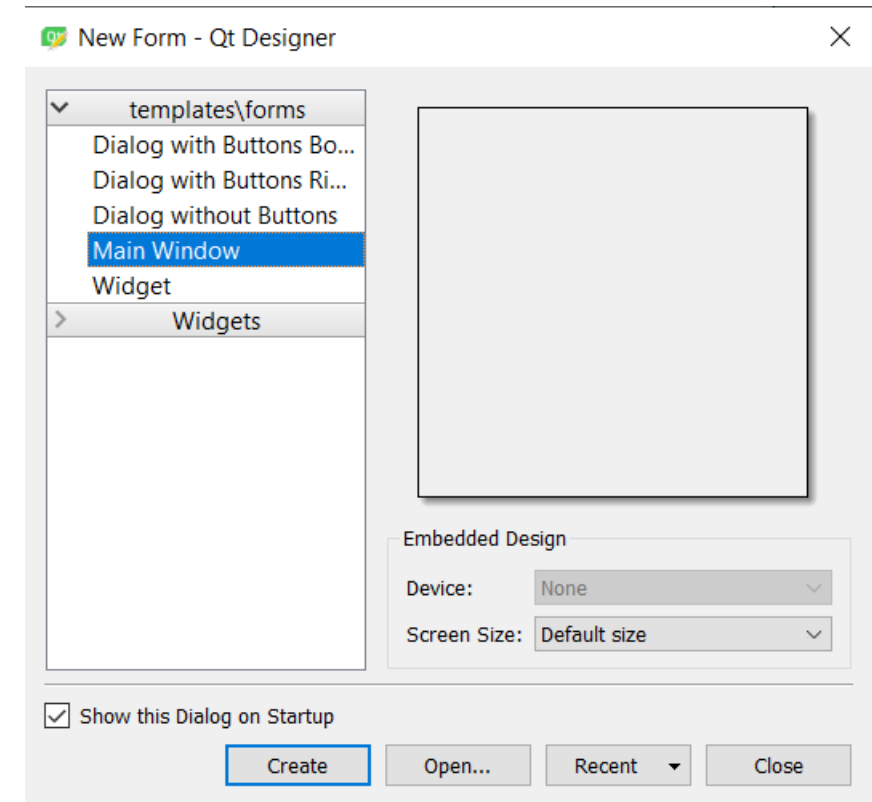 New Form - Qt Designer
templates\forms
Dialog with Buttons Bo...
Dialog with Buttons Ri...
Dialog without Buttons
Main Window
Widget
Widgets
Embedded Design
Device: None
Screen Size: Default size
Show this Dialog on Startup
Create Open... Recent Close